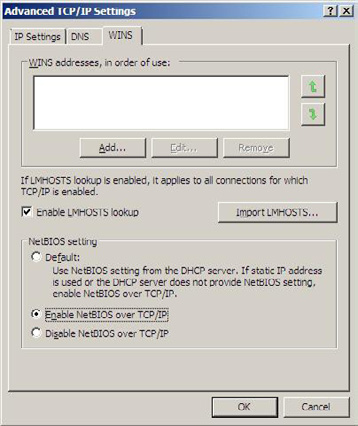 Advanced TCP/IP Settings
IP Settings DNS WINS
WINS addresses, in order of use:
Add... Edit... Remove
If LMHOSTS lookup is enabled, it applies to all connections for which
TCP/IP is enabled.
Enable LMHOSTS lookup Import LMHOSTS...
NetBIOS setting
Default:
Use NetBIOS setting from the DHCP server. If static IP address
is used or the DHCP server does not provide NetBIOS setting,
enable NetBIOS over TCP/IP.
Enable NetBIOS over TCP/IP
Disable NetBIOS over TCP/IP
OK Cancel